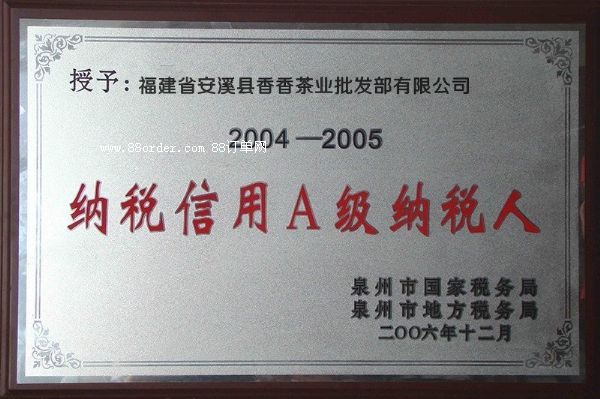 授予：福建省安溪县香香茶业批发部有限公司
2004—2005
www.88order.com 88订单网
纳税信用A级纳税人
泉州市国家税务局
泉州市地方税务局
二OO六年十二月